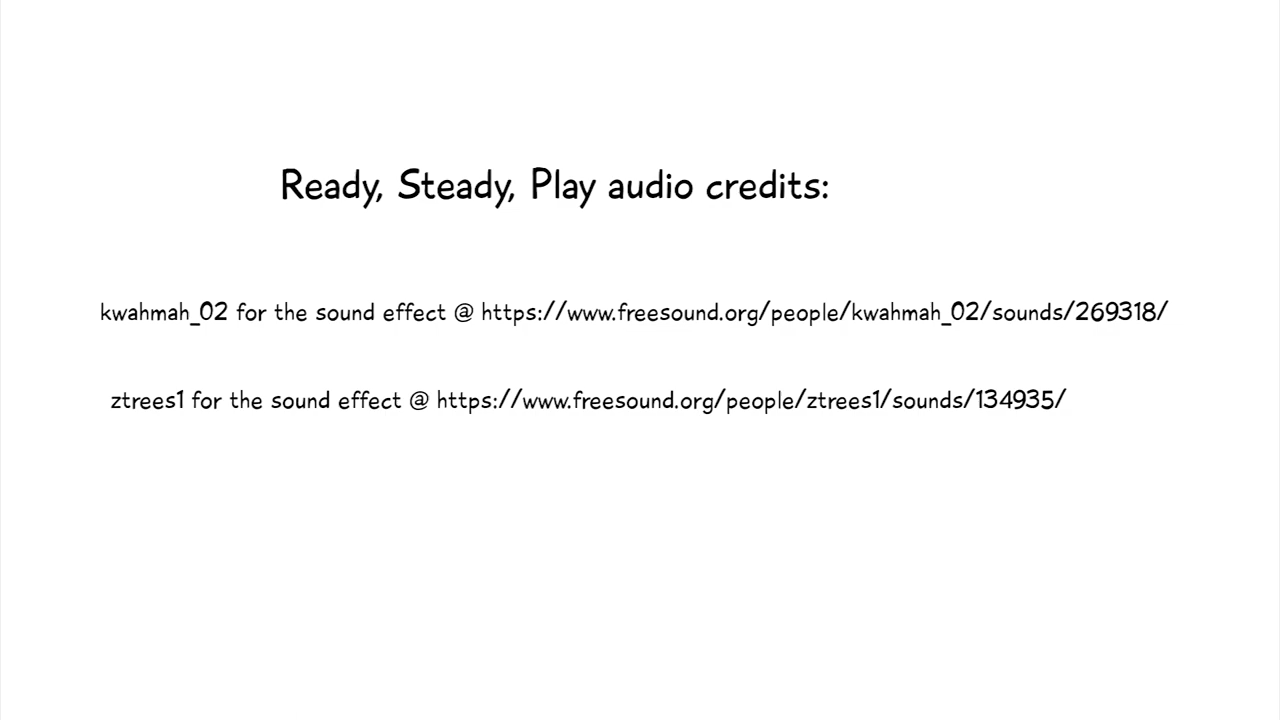 Ready, Steady, Play audio credits:
kwahmah_02 for the sound effect @ https://www.freesound.org/people/kwahmah_02/sounds/269318/
ztrees1 for the sound effect @ https://www.freesound.org/people/ztrees1/sounds/134935/